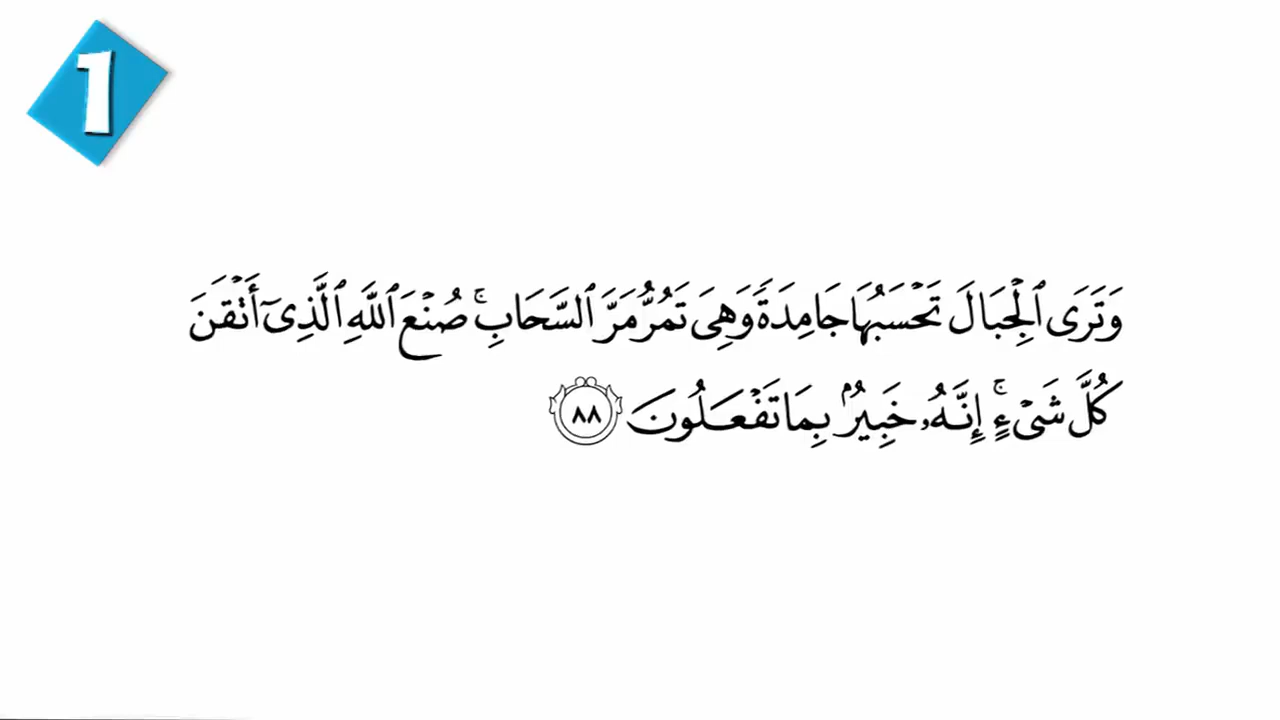 1
وَتَرَى ٱلْجِبَالَ تَحْسَبُهَا جَامِدَةً وَهِىَ تَمُرُّ مَرَّ ٱلسَّحَابِ ۚ صُنْعَ ٱللَّهِ ٱلَّذِىٓ أَتْقَنَ
كُلَّ شَىْءٍ ۚ إِنَّهُۥ خَبِيرٌۢ بِمَا تَفْعَلُونَ ٨٨